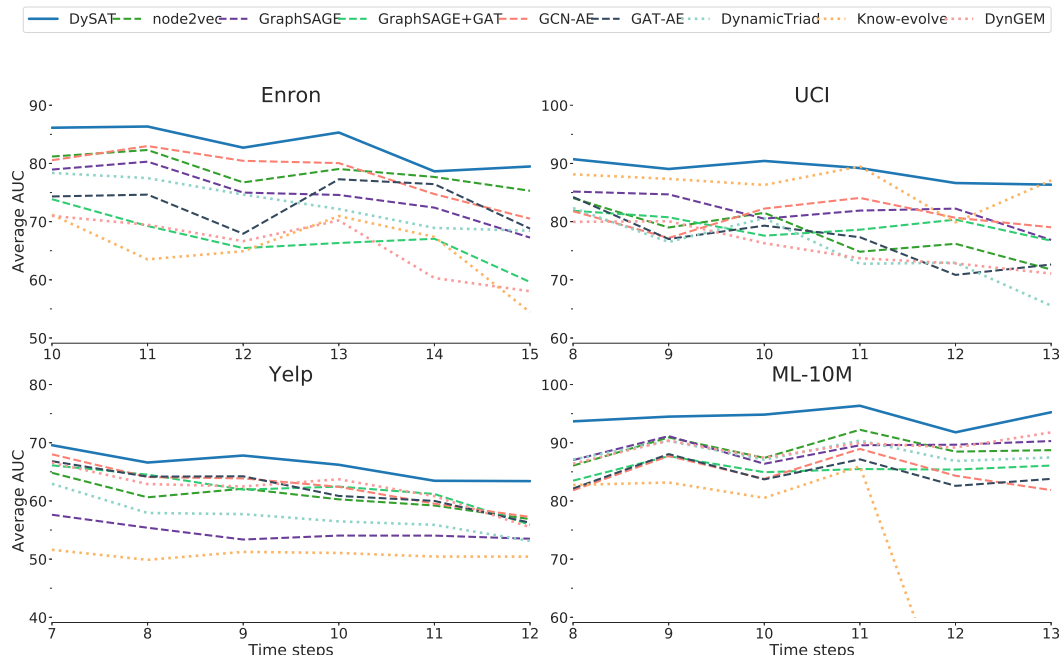 DySAT node2vec GraphSAGE GraphSAGE+GAT GCN-AE GAT-AE DynamicTriad Know-evolve DynGEM
Enron
90
80
70
60
50
Average AUC
10 11 12 13 14 15
UCI
100
90
80
70
60
8 9 10 11 12 13
Yelp
80
70
60
50
40
Average AUC
7 8 9 10 11 12
Time steps
ML-10M
100
90
80
70
60
8 9 10 11 12 13
Time steps